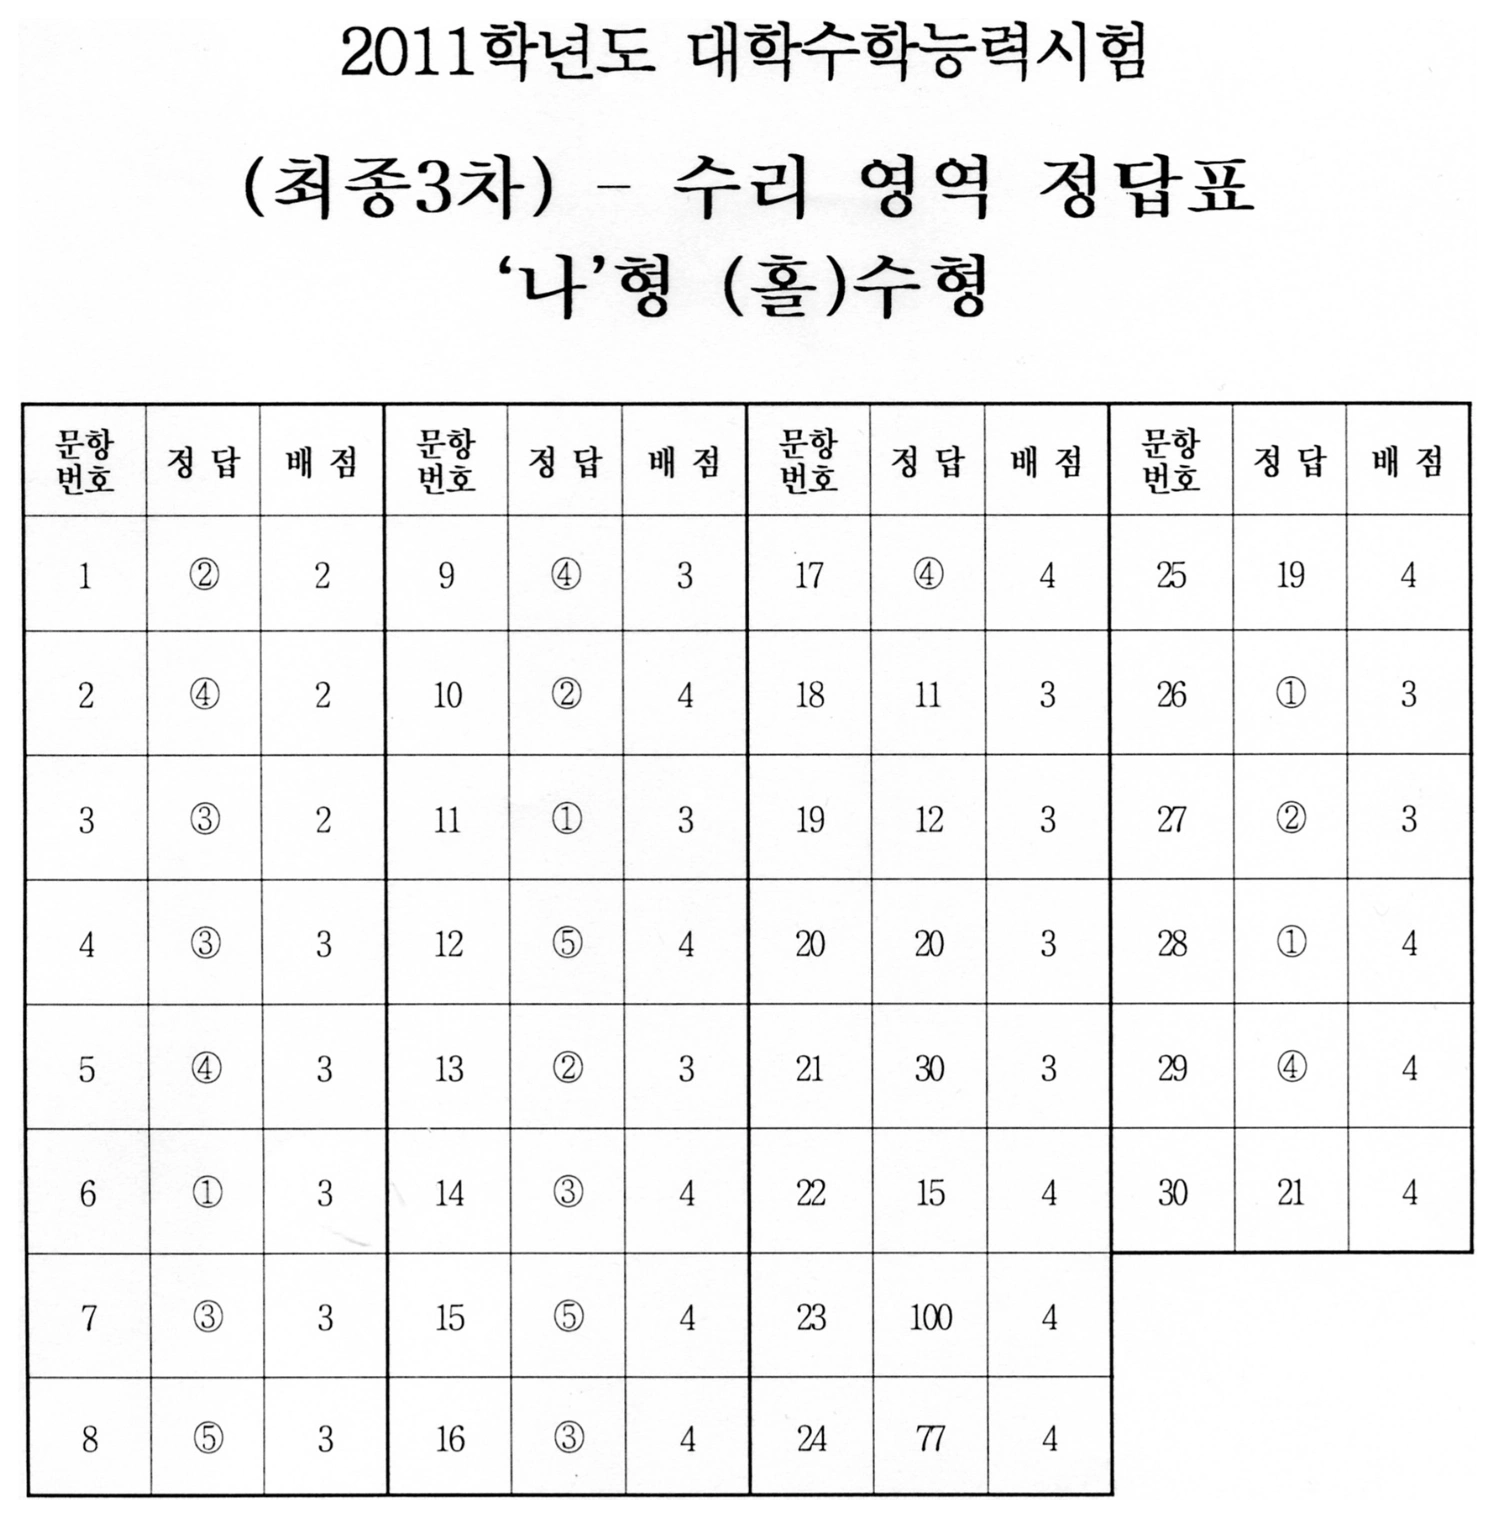 2011학년도 대학수학능력시험
(최종3차) - 수리 영역 정답표
‘나’형 (홀)수형
문항번호 정 답 배 점 문항번호 정 답 배 점 문항번호 정 답 배 점 문항번호 정 답 배 점
1 ② 2 9 ④ 3 17 ④ 4 25 19 4
2 ④ 2 10 ② 4 18 11 3 26 ① 3
3 ③ 2 11 ① 3 19 12 3 27 ② 3
4 ③ 3 12 ⑤ 4 20 20 3 28 ① 4
5 ④ 3 13 ② 3 21 30 3 29 ④ 4
6 ① 3 14 ③ 4 22 15 4 30 21 4
7 ③ 3 15 ⑤ 4 23 100 4
8 ⑤ 3 16 ③ 4 24 77 4